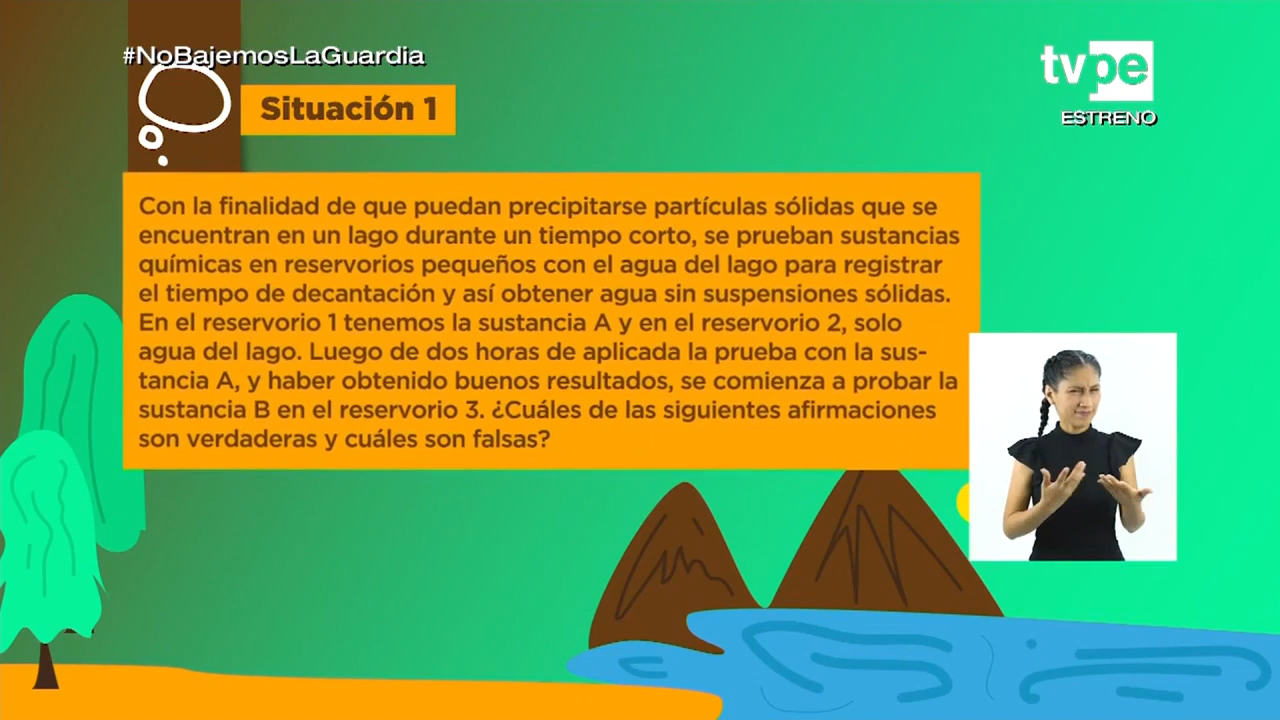 #NoBajemosLaGuardia
tvpe
ESTRENO
Situación 1
Con la finalidad de que puedan precipitarse partículas sólidas que se
encuentran en un lago durante un tiempo corto, se prueban sustancias
químicas en reservorios pequeños con el agua del lago para registrar
el tiempo de decantación y así obtener agua sin suspensiones sólidas.
En el reservorio 1 tenemos la sustancia A y en el reservorio 2, solo
agua del lago. Luego de dos horas de aplicada la prueba con la sus-
tancia A, y haber obtenido buenos resultados, se comienza a probar la
sustancia B en el reservorio 3. ¿Cuáles de las siguientes afirmaciones
son verdaderas y cuáles son falsas?